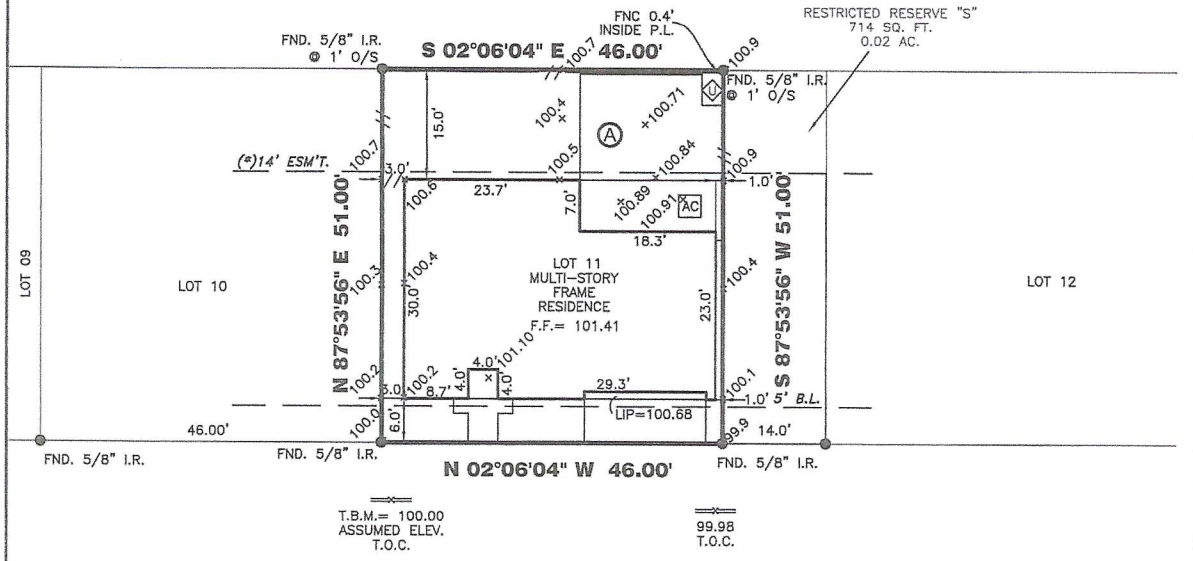 RESTRICTED RESERVE "S"
714 SQ. FT.
0.02 AC.
FNC 0.4'
INSIDE P.L.
FND. 5/8" I.R.
@ 1' O/S
S 02°06'04" E 46.00'
100.7
100.9
FND. 5/8" I.R.
@ 1' O/S
U
15.0'
100.4
100.71
A
(*)14' ESM'T.
100.7
3.0'
100.6
23.7'
100.5
7.0'
100.84
100.9
1.0'
100.89
100.91
AC
18.3'
N 87°53'56" E 51.00'
S 87°53'56" W 51.00'
LOT 09
LOT 10
LOT 12
LOT 11
MULTI-STORY
FRAME
RESIDENCE
F.F.= 101.41
100.3
100.4
30.0'
23.0'
100.4
101.10
4.0'
4.0'
4.0'
100.2
3.0'
100.2
8.7'
29.3'
100.1
1.0'
5' B.L.
LIP=100.68
100.0
6.0'
99.9
46.00'
14.0'
FND. 5/8" I.R.
FND. 5/8" I.R.
N 02°06'04" W 46.00'
FND. 5/8" I.R.
T.B.M.= 100.00
ASSUMED ELEV.
T.O.C.
99.98
T.O.C.